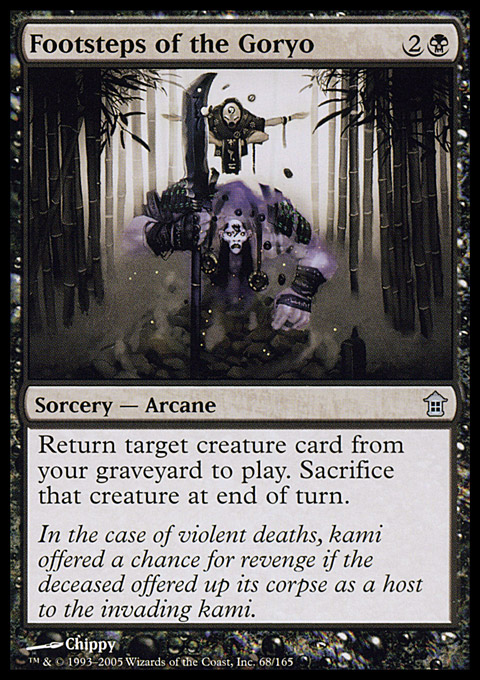 Footsteps of the Goryo 2
Sorcery — Arcane
Return target creature card from
your graveyard to play. Sacrifice
that creature at end of turn.
In the case of violent deaths, kami
offered a chance for revenge if the
deceased offered up its corpse as a host
to the invading kami.
Chippy
™ & © 1993–2005 Wizards of the Coast, Inc. 68/165